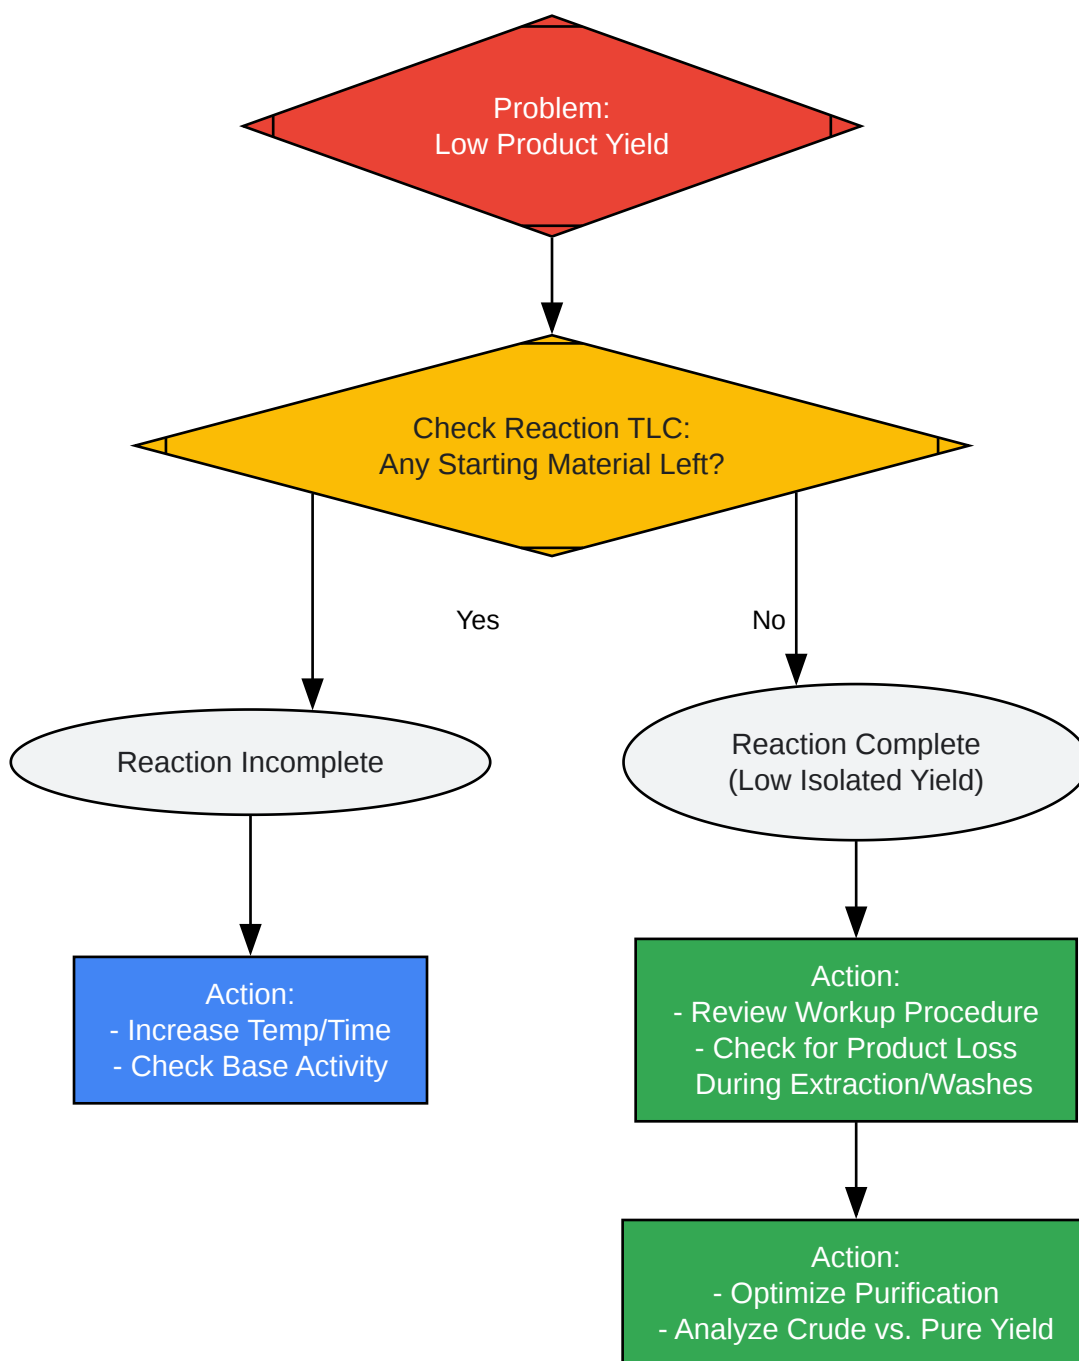 Problem:
Low Product Yield
Check Reaction TLC:
Any Starting Material Left?
Yes
No
Reaction Incomplete
Reaction Complete
(Low Isolated Yield)
Action:
- Increase Temp/Time
- Check Base Activity
Action:
- Review Workup Procedure
- Check for Product Loss
During Extraction/Washes
Action:
- Optimize Purification
- Analyze Crude vs. Pure Yield